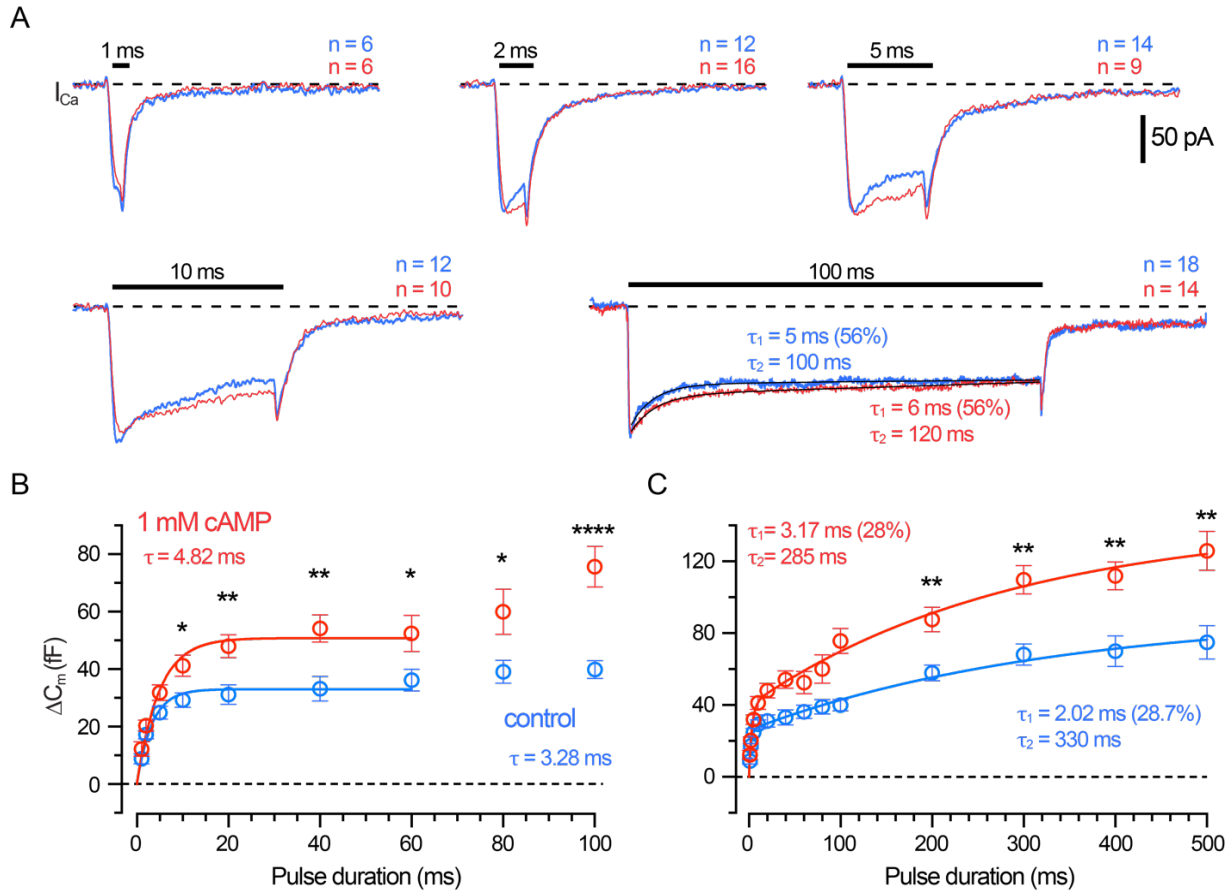 A
1 ms
n = 6
n = 6
I_Ca
2 ms
n = 12
n = 16
5 ms
n = 14
n = 9
50 pA
10 ms
n = 12
n = 10
100 ms
n = 18
n = 14
τ₁ = 5 ms (56%)
τ₂ = 100 ms
τ₁ = 6 ms (56%)
τ₂ = 120 ms
B
1 mM cAMP
τ = 4.82 ms
*
**
**
*
*
****
80
60
40
20
0
ΔCₘ (fF)
control
τ = 3.28 ms
0 20 40 60 80 100
Pulse duration (ms)
C
τ₁= 3.17 ms (28%)
τ₂= 285 ms
**
**
**
**
120
80
40
0
τ₁ = 2.02 ms (28.7%)
τ₂ = 330 ms
0 100 200 300 400 500
Pulse duration (ms)